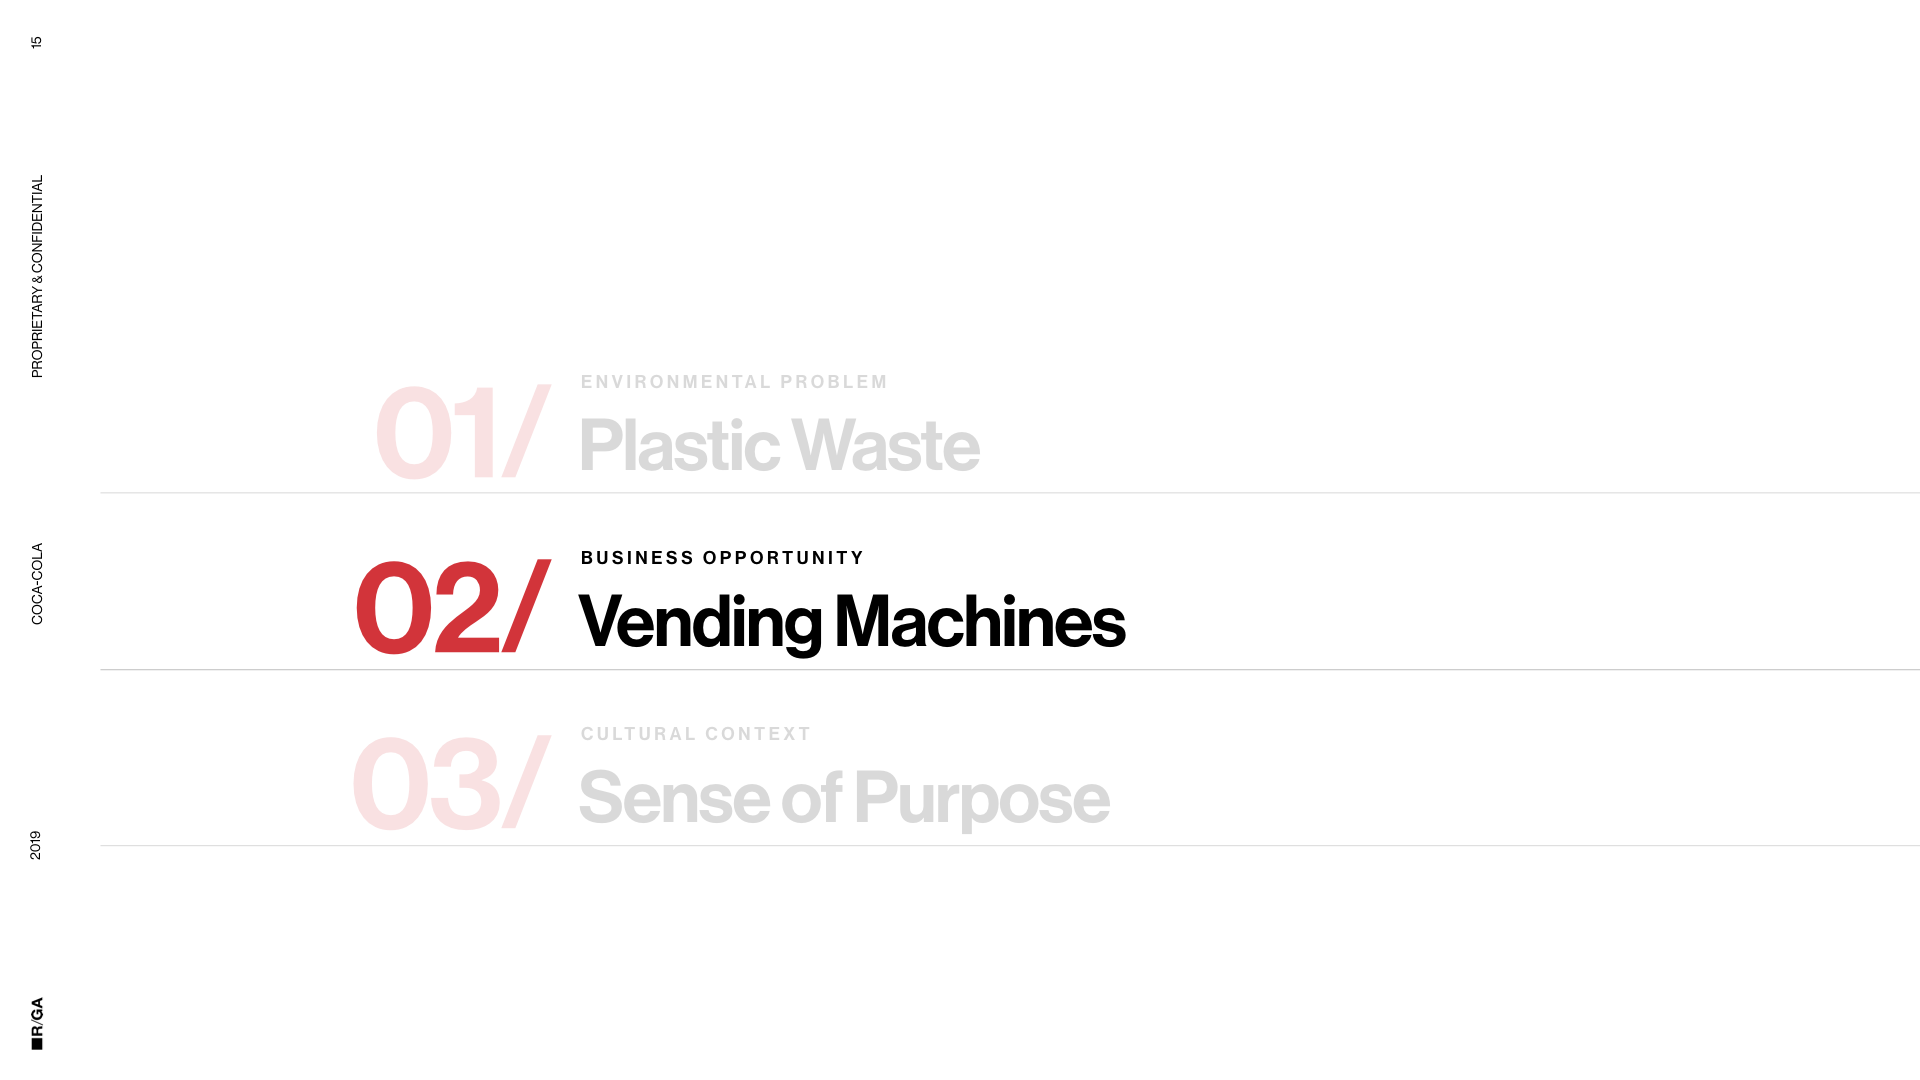 15
PROPRIETARY & CONFIDENTIAL
COCA-COLA
2019
R/GA
01/
ENVIRONMENTAL PROBLEM
Plastic Waste
02/
BUSINESS OPPORTUNITY
Vending Machines
03/
CULTURAL CONTEXT
Sense of Purpose